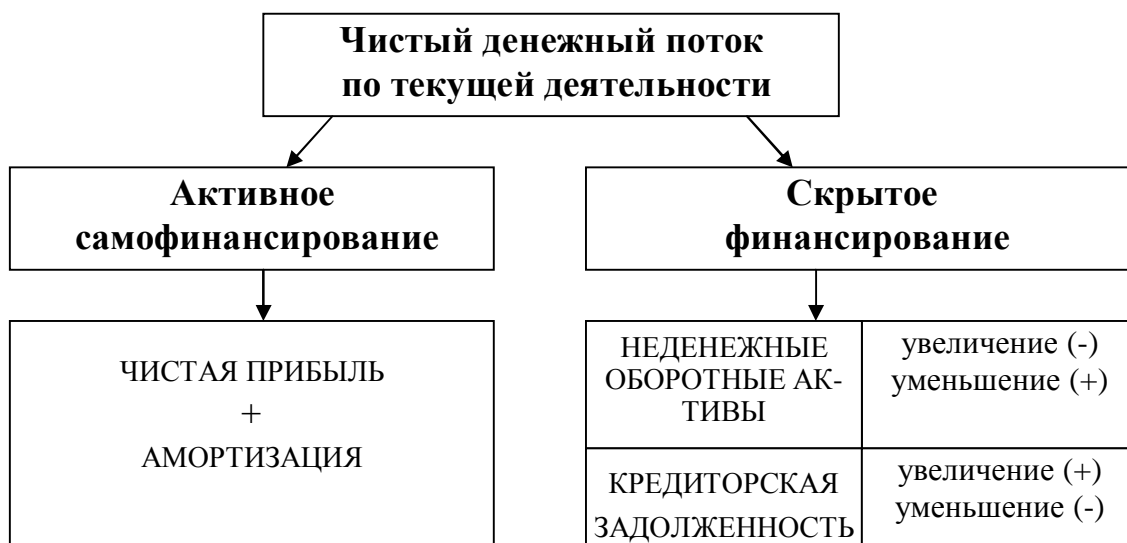 Чистый денежный поток
по текущей деятельности
Активное
самофинансирование
Скрытое
финансирование
ЧИСТАЯ ПРИБЫЛЬ
+
АМОРТИЗАЦИЯ
НЕДЕНЕЖНЫЕ
ОБОРОТНЫЕ АК-
ТИВЫ
увеличение (-)
уменьшение (+)
КРЕДИТОРСКАЯ
ЗАДОЛЖЕННОСТЬ
увеличение (+)
уменьшение (-)